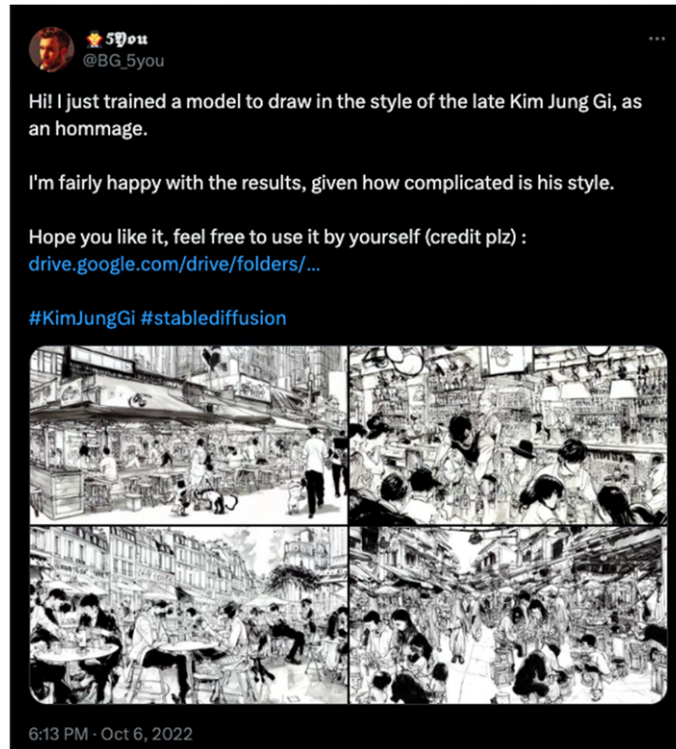 5𝖄𝖔𝖚
@BG_5you
Hi! I just trained a model to draw in the style of the late Kim Jung Gi, as
an hommage.
I'm fairly happy with the results, given how complicated is his style.
Hope you like it, feel free to use it by yourself (credit plz) :
drive.google.com/drive/folders/...
#KimJungGi #stablediffusion
6:13 PM · Oct 6, 2022